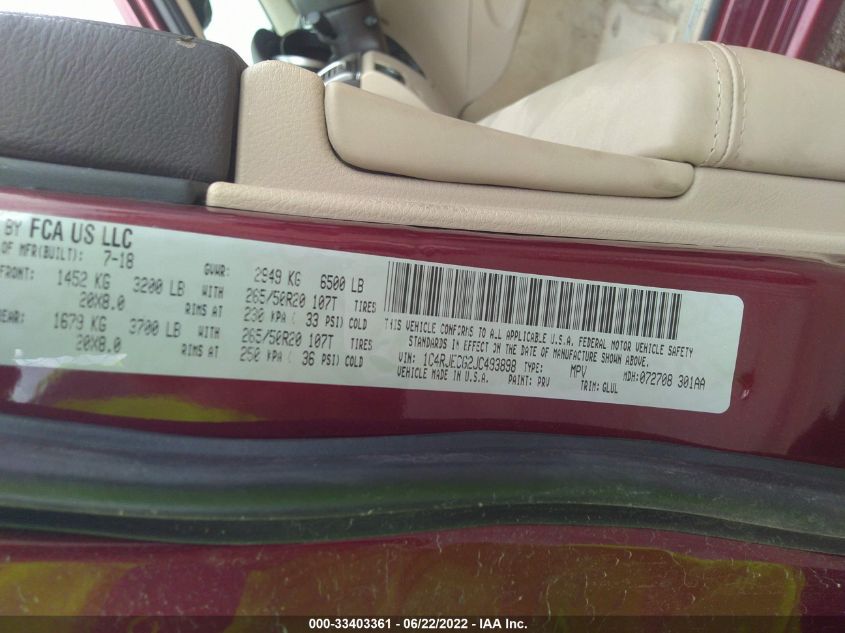 BY FCA US LLC
OF MFR(BUILT): 7-18 GVWR: 2949 KG 6500 LB
FRONT: 1452 KG 3200 LB WITH 265/50R20 107T TIRES
20X8.0 RIMS AT 230 KPA ( 33 PSI) COLD
REAR: 1679 KG 3700 LB WITH 265/50R20 107T TIRES
20X8.0 RIMS AT 250 KPA ( 36 PSI) COLD
THIS VEHICLE CONFORMS TO ALL APPLICABLE U.S.A. FEDERAL MOTOR VEHICLE SAFETY
STANDARDS IN EFFECT ON THE DATE OF MANUFACTURE SHOWN ABOVE.
VIN: 1C4RJECG2JC493898 TYPE: MPV MDH:072708 301AA
VEHICLE MADE IN U.S.A. PAINT: PRV TRIM: GLUL
000-33403361 - 06/22/2022 - IAA Inc.